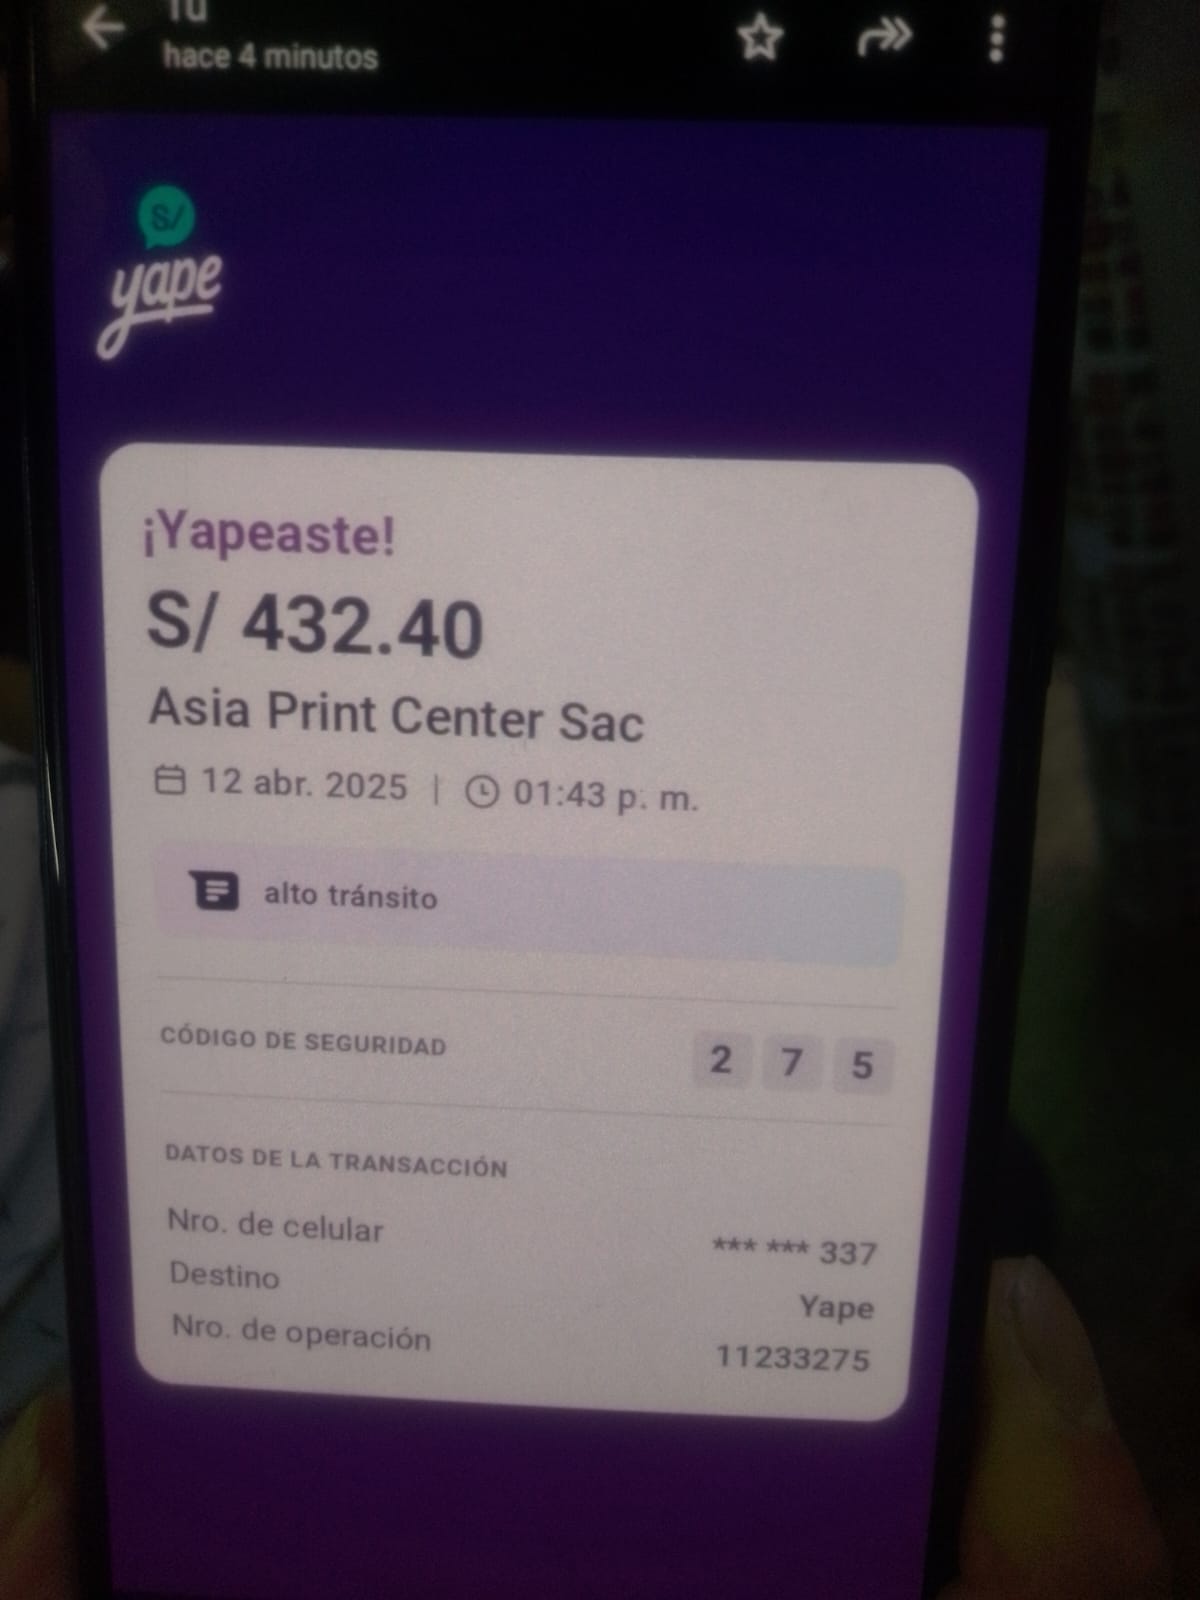 Tú
hace 4 minutos
S/
yape
¡Yapeaste!
S/ 432.40
Asia Print Center Sac
12 abr. 2025 | 01:43 p. m.
alto tránsito
CÓDIGO DE SEGURIDAD 2 7 5
DATOS DE LA TRANSACCIÓN
Nro. de celular *** *** 337
Destino Yape
Nro. de operación 11233275